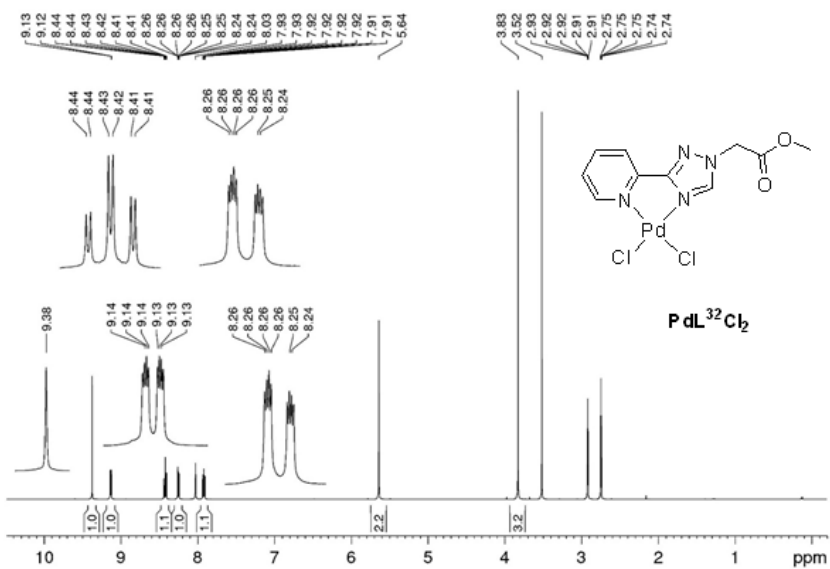 9.13 9.12 8.44 8.44 8.43 8.42 8.41 8.41 8.26 8.26 8.26 8.26 8.25 8.25 8.24 8.24 8.03 7.93 7.93 7.92 7.92 7.92 7.92 7.91 7.91 5.64 3.83 3.52 2.93 2.92 2.92 2.91 2.91 2.75 2.75 2.75 2.74 2.74
8.44 8.44 8.43 8.42 8.41 8.41
8.26 8.26 8.26 8.26 8.25 8.24
N N O
O
N N
Pd
Cl Cl
PdL32Cl2
9.38
9.14 9.14 9.14 9.13 9.13 9.13
8.26 8.26 8.26 8.26 8.25 8.24
1.0 1.0 1.1 1.0 1.1 2.2 3.2
10 9 8 7 6 5 4 3 2 1 ppm